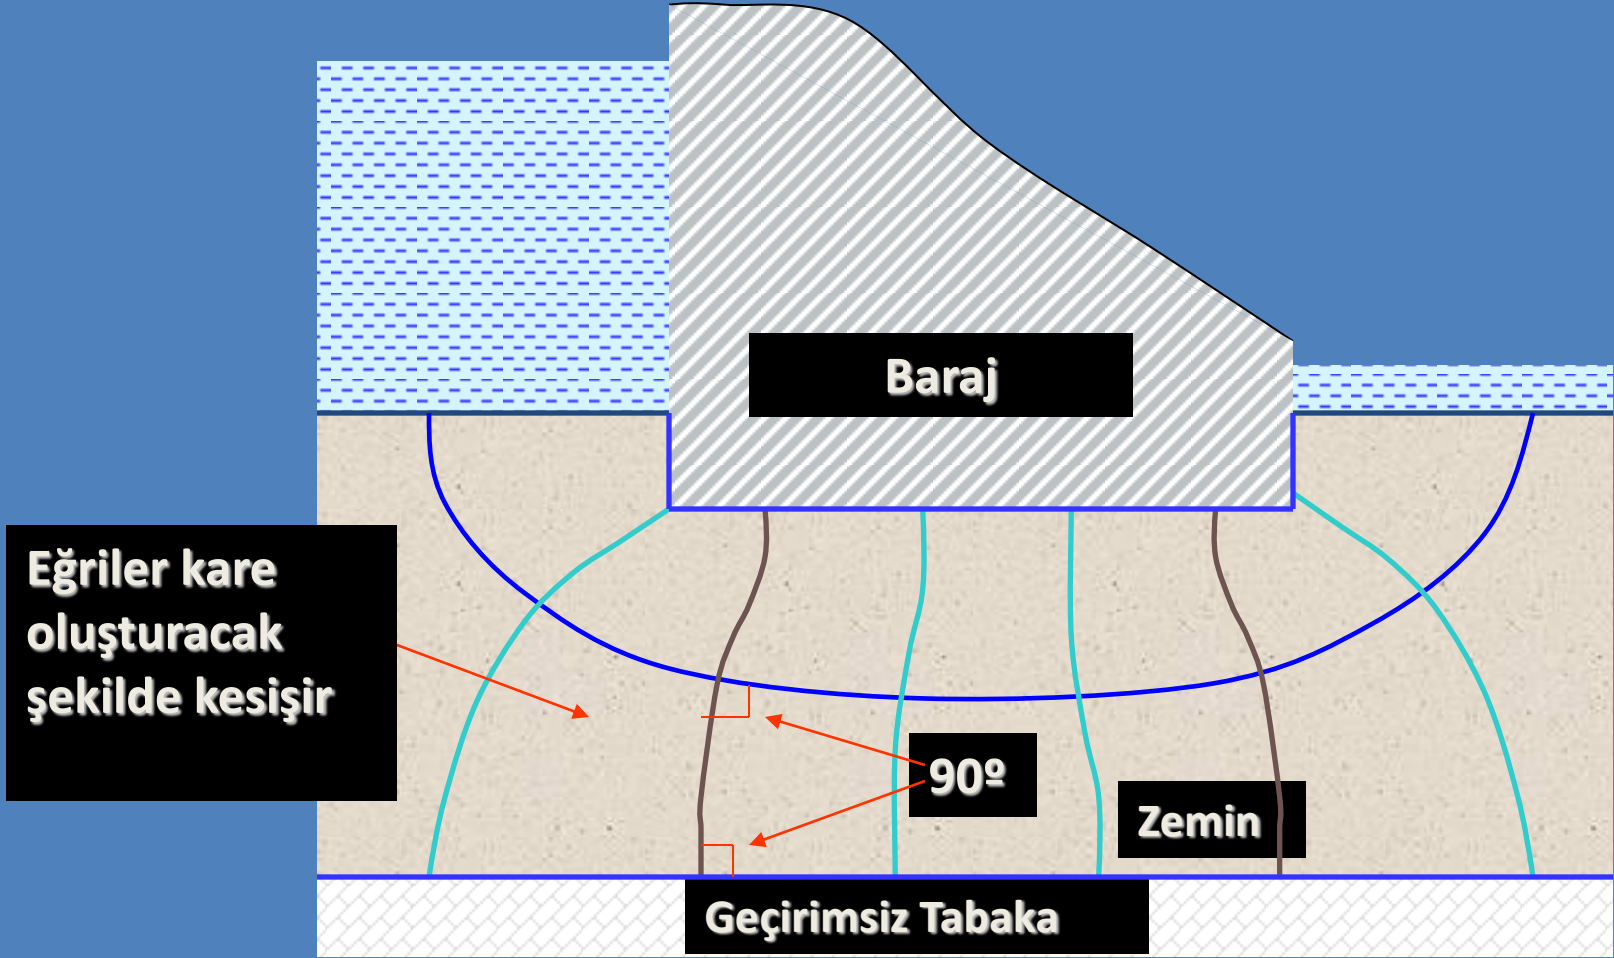 Baraj
Eğriler kare
oluşturacak
şekilde kesişir
90º
Zemin
Geçirimsiz Tabaka